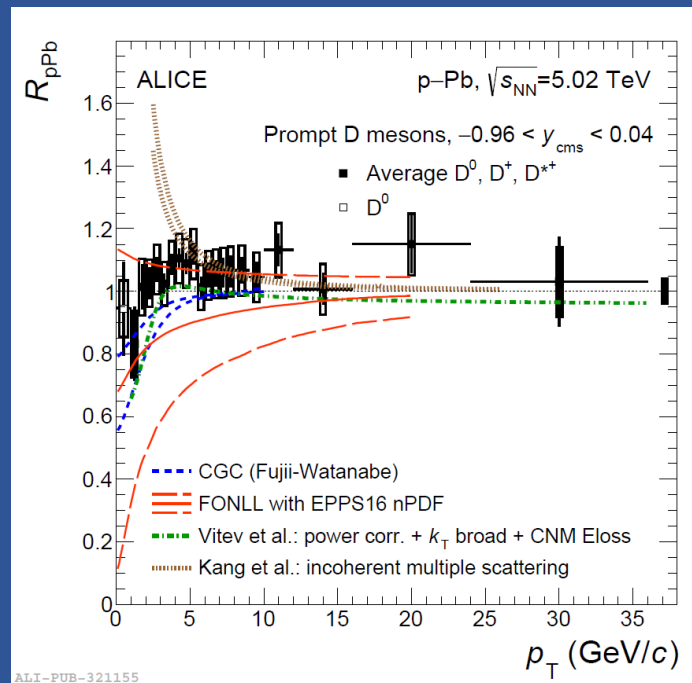 R_pPb
ALICE
p−Pb, √s_NN=5.02 TeV
Prompt D mesons, −0.96 < y_cms < 0.04
Average D⁰, D⁺, D*⁺
D⁰
1.6
1.4
1.2
1
0.8
0.6
0.4
0.2
0
CGC (Fujii-Watanabe)
FONLL with EPPS16 nPDF
Vitev et al.: power corr. + k_T broad + CNM Eloss
Kang et al.: incoherent multiple scattering
0 5 10 15 20 25 30 35
p_T (GeV/c)
ALI-PUB-321155